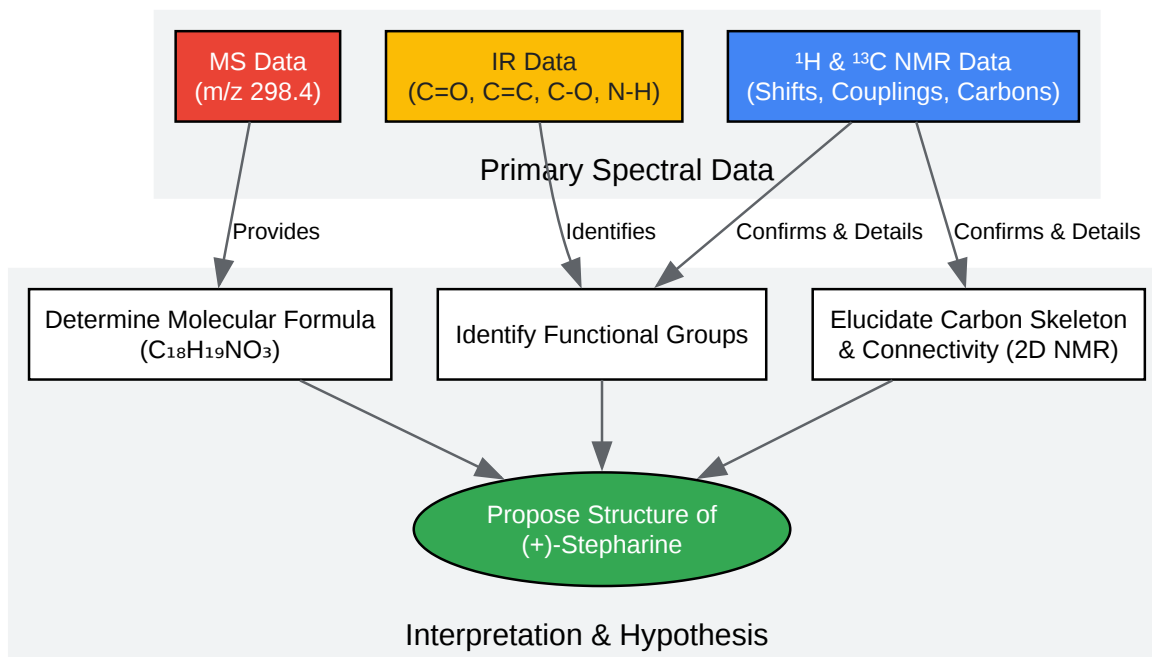 MS Data
(m/z 298.4)
IR Data
(C=O, C=C, C-O, N-H)
¹H & ¹³C NMR Data
(Shifts, Couplings, Carbons)
Primary Spectral Data
Provides
Identifies
Confirms & Details
Confirms & Details
Determine Molecular Formula
(C₁₈H₁₉NO₃)
Identify Functional Groups
Elucidate Carbon Skeleton
& Connectivity (2D NMR)
Propose Structure of
(+)-Stepharine
Interpretation & Hypothesis